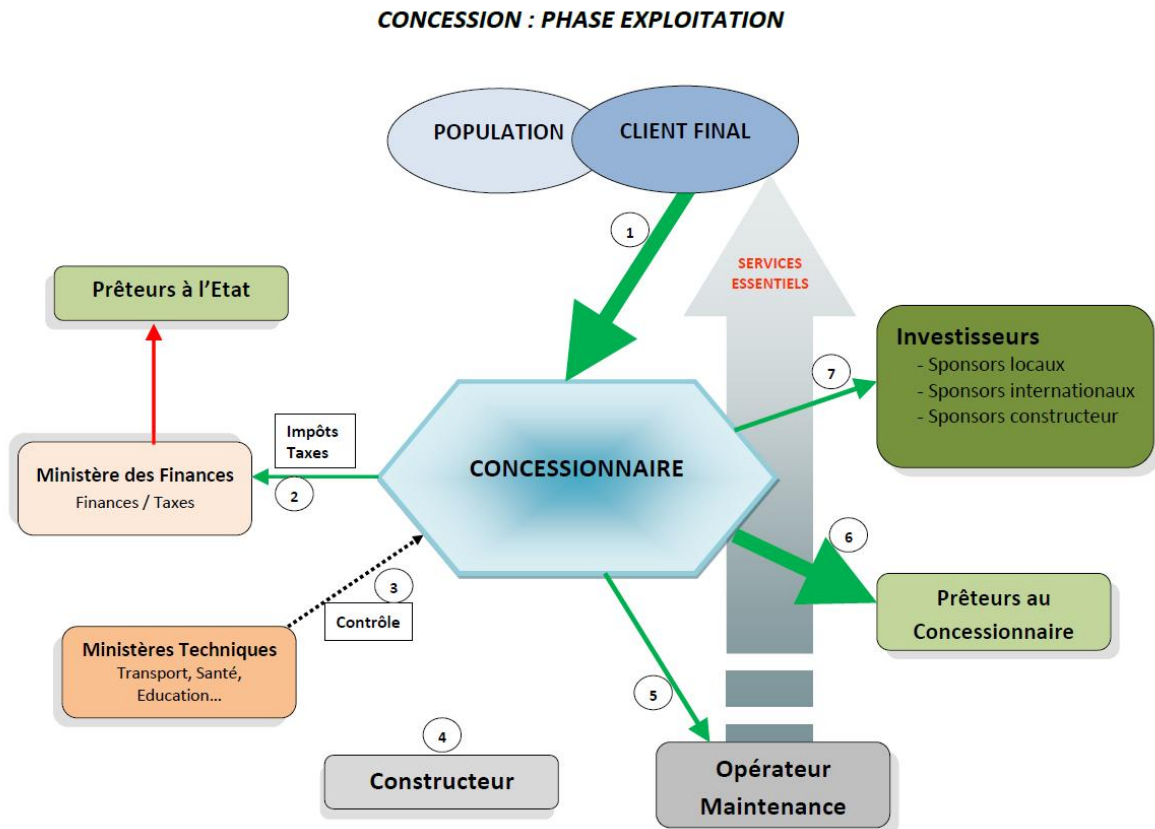 CONCESSION : PHASE EXPLOITATION
POPULATION
CLIENT FINAL
1
SERVICES
ESSENTIELS
Prêteurs à l'Etat
Investisseurs
- Sponsors locaux
- Sponsors internationaux
- Sponsors constructeur
7
Impôts
Taxes
CONCESSIONNAIRE
Ministère des Finances
Finances / Taxes
2
6
3
Contrôle
Prêteurs au
Concessionnaire
Ministères Techniques
Transport, Santé,
Education...
5
4
Constructeur
Opérateur
Maintenance